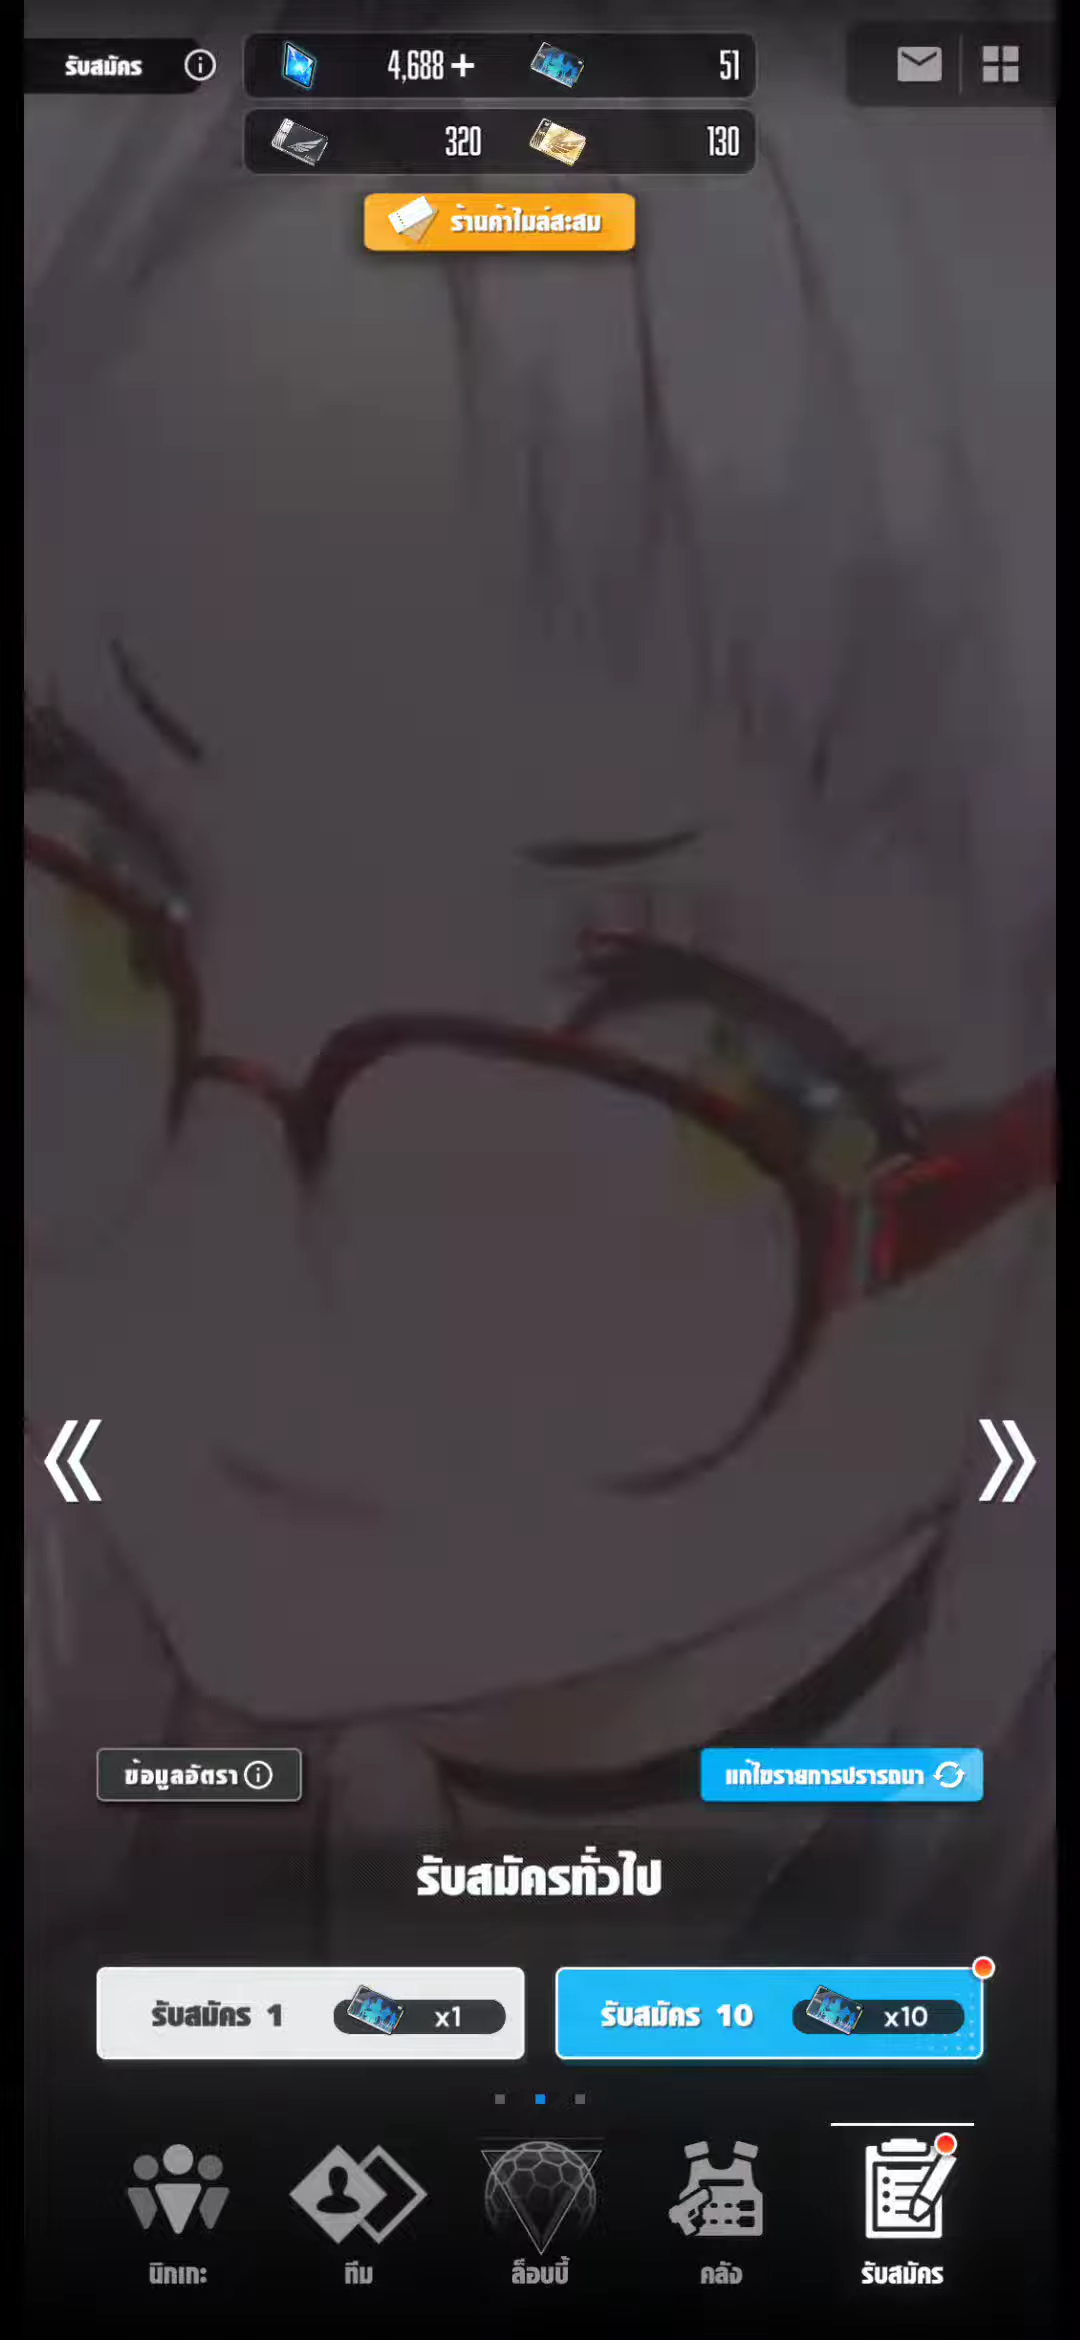 รับสมัคร
4,688 +
51
320
130
ร้านค้าไมล์สะสม
ข้อมูลอัตรา
แก้ไขรายการปรารถนา
รับสมัครทั่วไป
รับสมัคร 1 x1
รับสมัคร 10 x10
นิกเกะ
ทีม
ล็อบบี้
คลัง
รับสมัคร